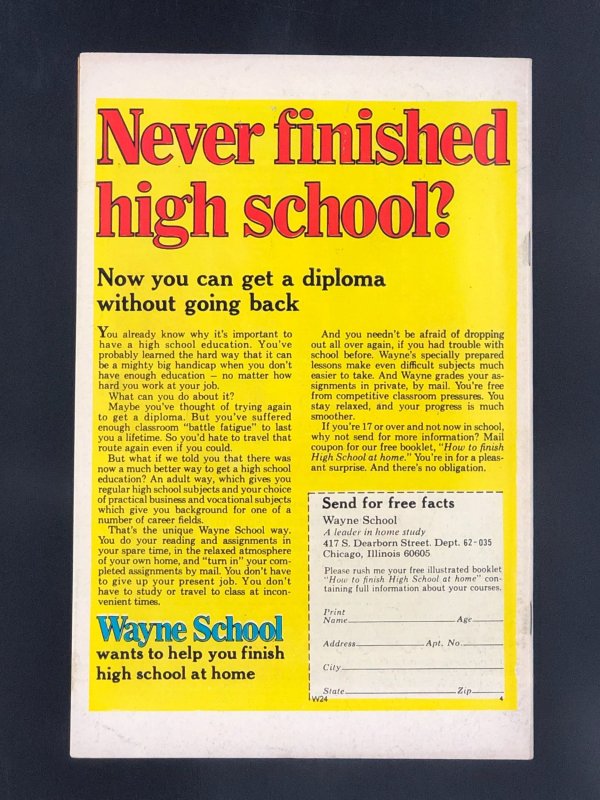 Never finished
high school?
Now you can get a diploma
without going back
You already know why it's important to
have a high school education. You've
probably learned the hard way that it can
be a mighty big handicap when you don't
have enough education – no matter how
hard you work at your job.
What can you do about it?
Maybe you've thought of trying again
to get a diploma. But you've suffered
enough classroom "battle fatigue" to last
you a lifetime. So you'd hate to travel that
route again even if you could.
But what if we told you that there was
now a much better way to get a high school
education? An adult way, which gives you
regular high school subjects and your choice
of practical business and vocational subjects
which give you background for one of a
number of career fields.
That's the unique Wayne School way.
You do your reading and assignments in
your spare time, in the relaxed atmosphere
of your own home, and "turn in" your com-
pleted assignments by mail. You don't have
to give up your present job. You don't
have to study or travel to class at incon-
venient times.
Wayne School
wants to help you finish
high school at home
And you needn't be afraid of dropping
out all over again, if you had trouble with
school before. Wayne's specially prepared
lessons make even difficult subjects much
easier to take. And Wayne grades your as-
signments in private, by mail. You're free
from competitive classroom pressures. You
stay relaxed, and your progress is much
smoother.
If you're 17 or over and not now in school,
why not send for more information? Mail
coupon for our free booklet, "How to finish
High School at home." You're in for a pleas-
ant surprise. And there's no obligation.
Send for free facts
Wayne School
A leader in home study
417 S. Dearborn Street. Dept. 62-035
Chicago, Illinois 60605
Please rush me your free illustrated booklet
"How to finish High School at home" con-
taining full information about your courses.
Print
Name Age
Address Apt. No.
City
State Zip
W24 4